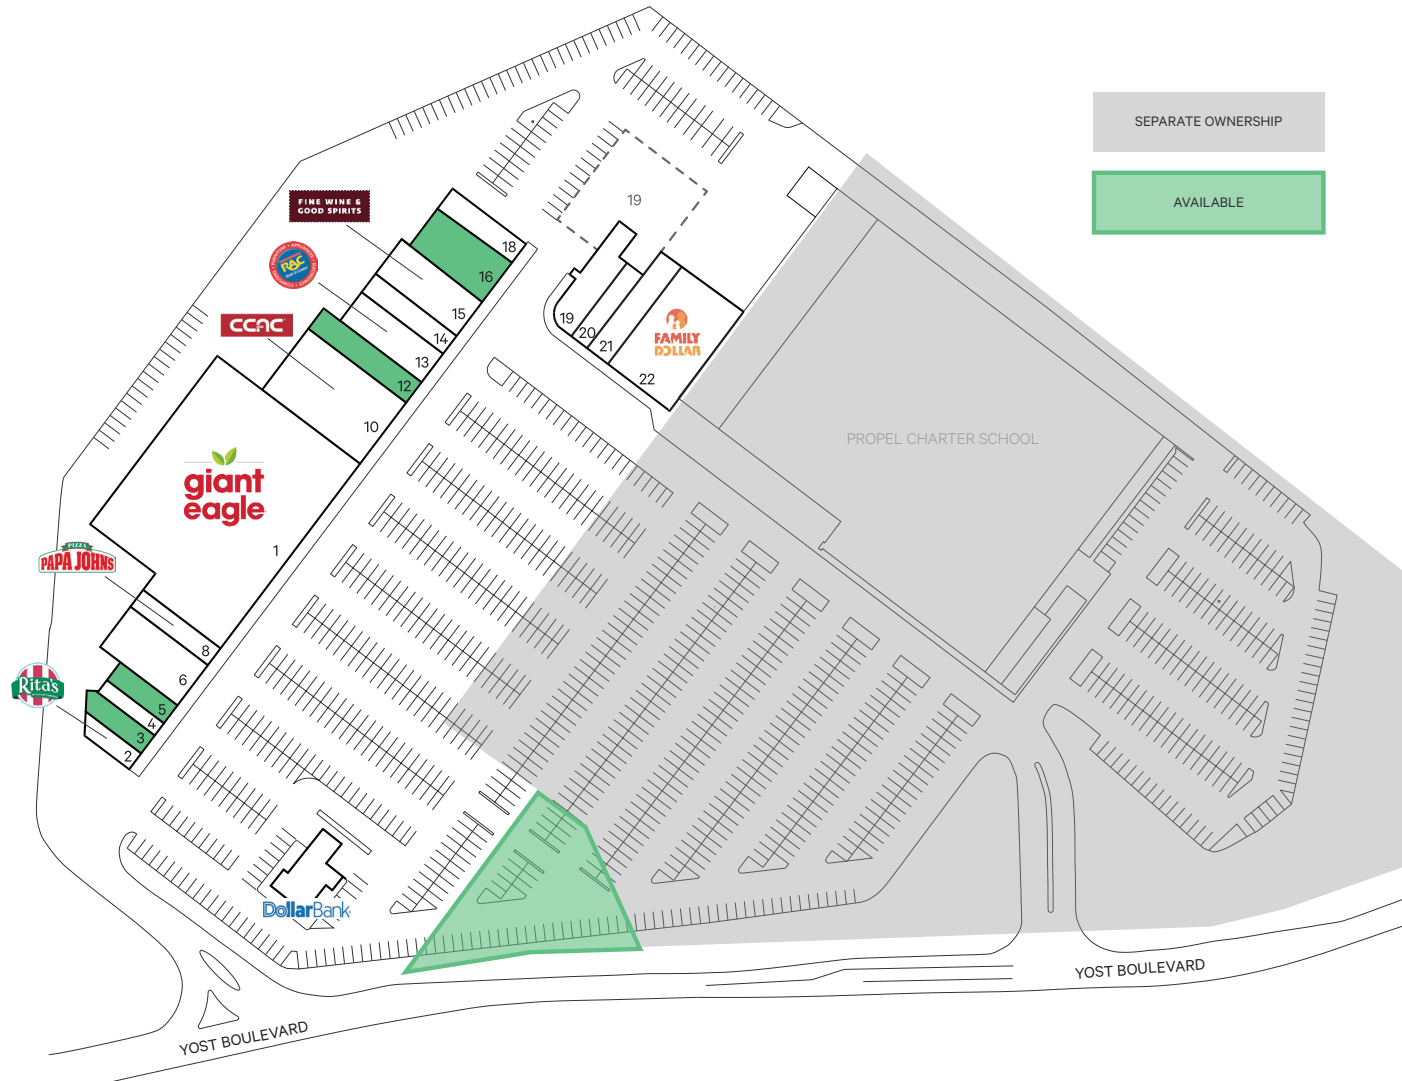 SEPARATE OWNERSHIP
AVAILABLE
FINE WINE &
GOOD SPIRITS
RAC
CCAC
giant
eagle
PIZZA
PAPA JOHNS
Rita's
19
18
16
15
14
13
12
10
1
8
6
5
4
3
2
19
20
21
22
FAMILY
DOLLAR
PROPEL CHARTER SCHOOL
DollarBank
YOST BOULEVARD
YOST BOULEVARD